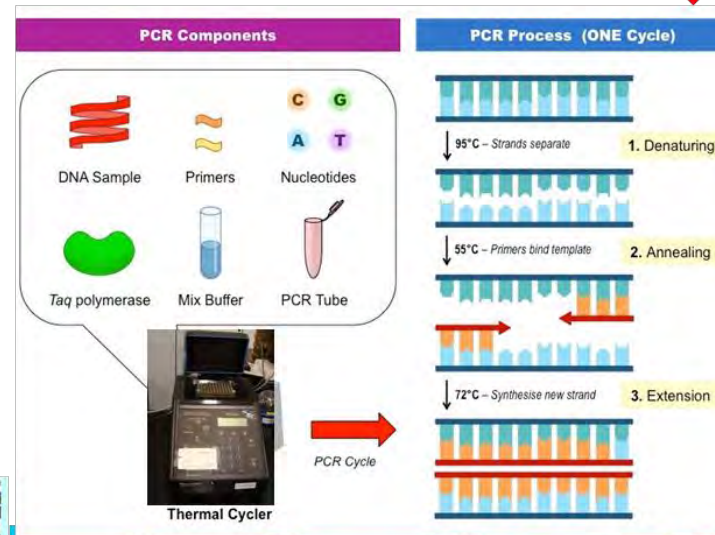 PCR Components
PCR Process (ONE Cycle)
C
G
A
T
DNA Sample
Primers
Nucleotides
Taq polymerase
Mix Buffer
PCR Tube
Thermal Cycler
PCR Cycle
95°C – Strands separate
1. Denaturing
55°C – Primers bind template
2. Annealing
72°C – Synthesise new strand
3. Extension